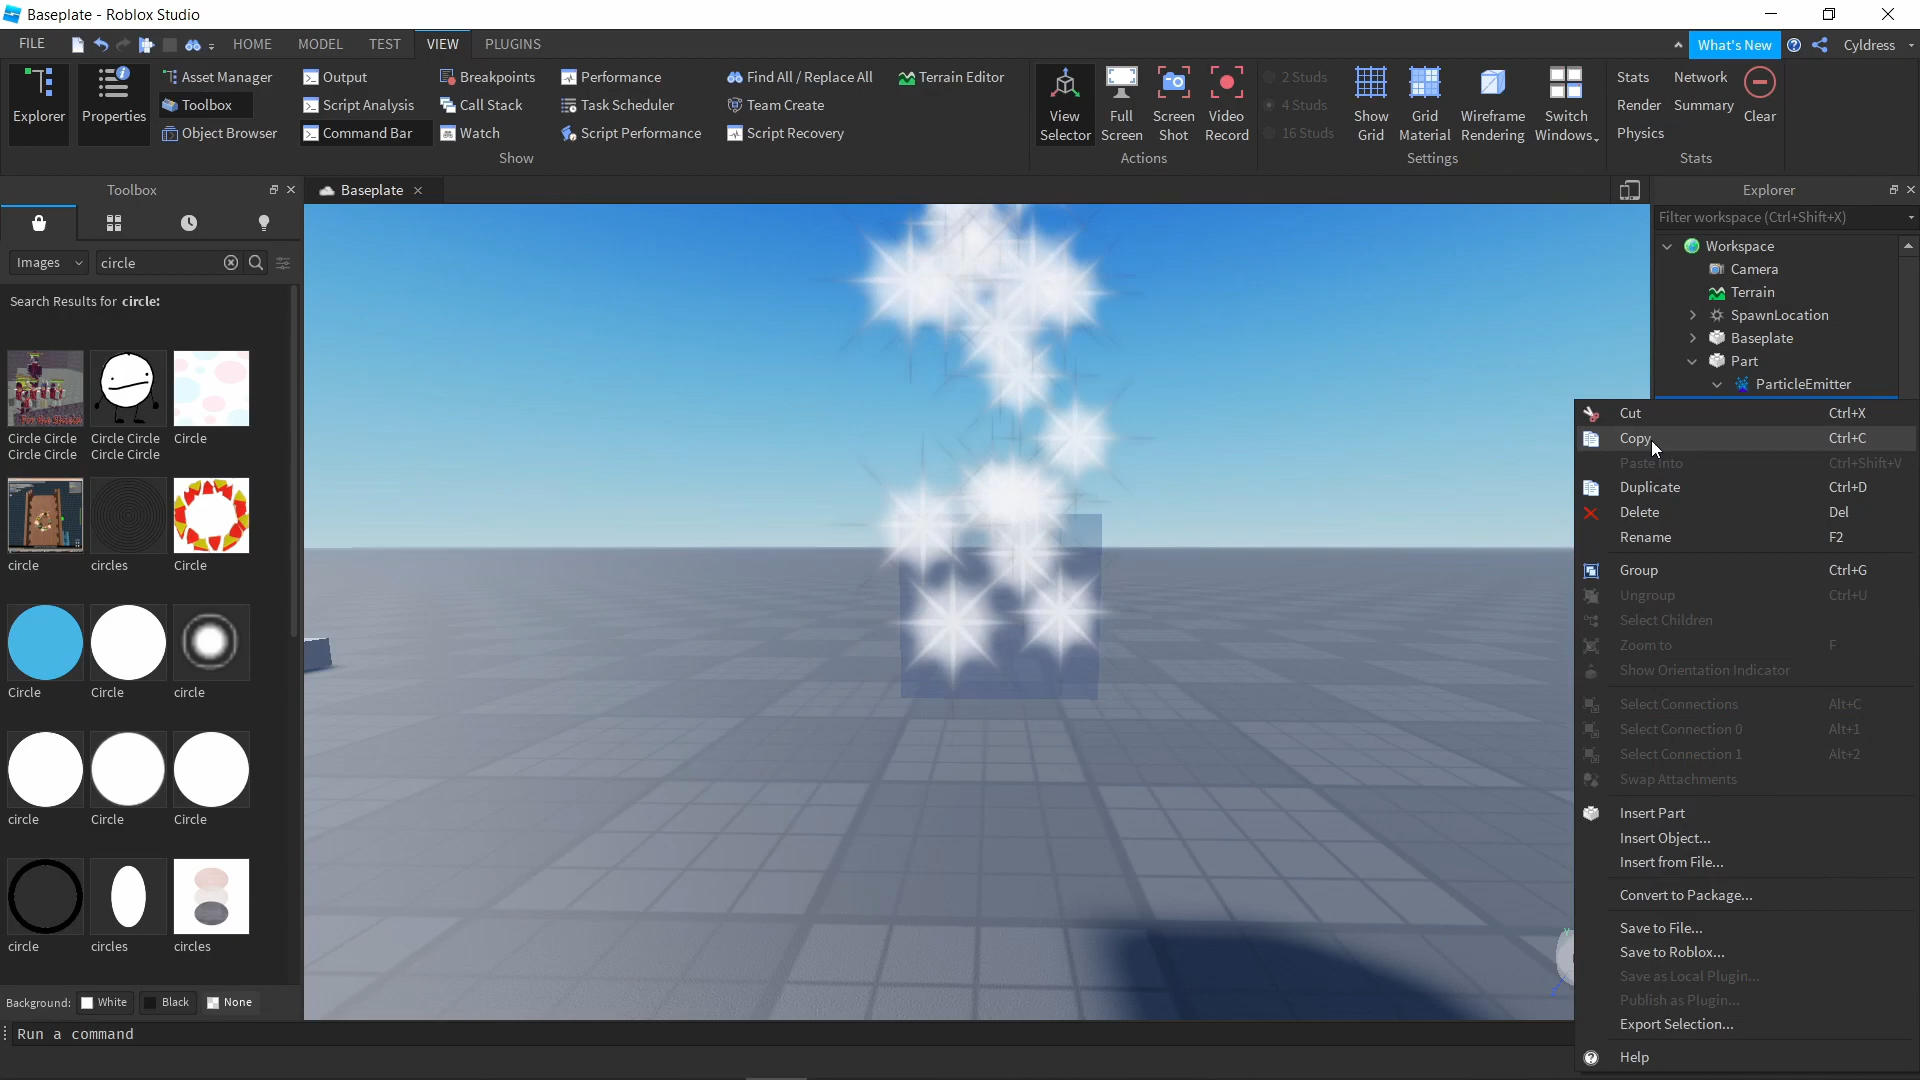 Baseplate - Roblox Studio
FILE HOME MODEL TEST VIEW PLUGINS What's New Cyldress
Asset Manager Output Breakpoints Performance Find All / Replace All Terrain Editor 2 Studs Stats Network
Explorer Properties Toolbox Script Analysis Call Stack Task Scheduler Team Create 4 Studs Render Summary Clear
Object Browser Command Bar Watch Script Performance Script Recovery 16 Studs Physics
View Selector Full Screen Screen Shot Video Record Show Grid Grid Material Wireframe Rendering Switch Windows
Show Actions Settings Stats
Toolbox Baseplate Explorer
Images circle
Search Results for circle:
Circle Circle Circle Circle
Circle Circle Circle Circle
Circle
circle circles Circle
Circle Circle circle
circle Circle Circle
circle circles circles
Background: White Black None
Run a command
Filter workspace (Ctrl+Shift+X)
Workspace
Camera
Terrain
SpawnLocation
Baseplate
Part
ParticleEmitter
Cut Ctrl+X
Copy Ctrl+C
Paste Into Ctrl+Shift+V
Duplicate Ctrl+D
Delete Del
Rename F2
Group Ctrl+G
Ungroup Ctrl+U
Select Children
Zoom to F
Show Orientation Indicator
Select Connections Alt+C
Select Connection 0 Alt+1
Select Connection 1 Alt+2
Swap Attachments
Insert Part
Insert Object...
Insert from File...
Convert to Package...
Save to File...
Save to Roblox...
Save as Local Plugin...
Publish as Plugin...
Export Selection...
Help